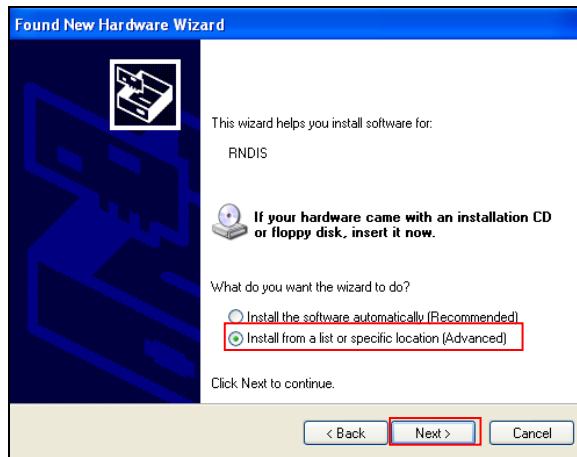 Found New Hardware Wizard
This wizard helps you install software for:
RNDIS
If your hardware came with an installation CD
or floppy disk, insert it now.
What do you want the wizard to do?
Install the software automatically (Recommended)
Install from a list or specific location (Advanced)
Click Next to continue.
< Back Next > Cancel